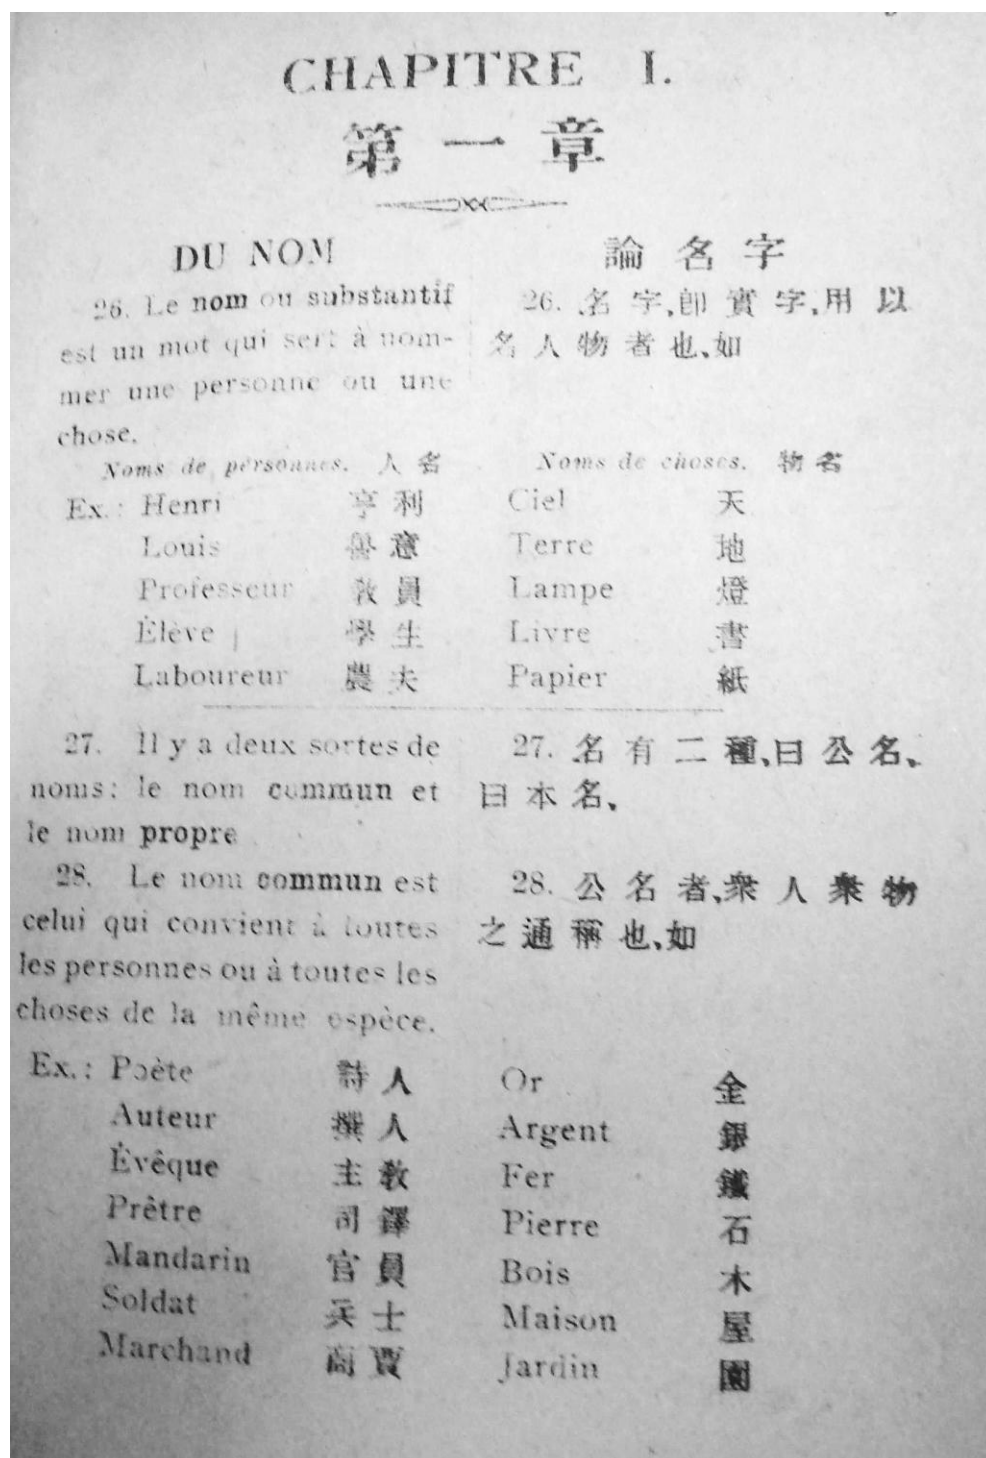 CHAPITRE I.
第一章
DU NOM
26. Le nom ou substantif
est un mot qui sert à nom-
mer une personne ou une
chose.
論名字
26. 名字、卽實字、用以
名人物者也、如
Noms de personnes. 人名
Noms de choses. 物名
Ex.: Henri 亨利 Ciel 天
Louis 魯意 Terre 地
Professeur 敎員 Lampe 燈
Élève 學生 Livre 書
Laboureur 農夫 Papier 紙
27. Il y a deux sortes de
noms: le nom commun et
le nom propre
27. 名有二種、曰公名、
曰本名、
28. Le nom commun est
celui qui convient à toutes
les personnes ou à toutes les
choses de la même espèce.
28. 公名者、衆人衆物
之通稱也、如
Ex.: Poète 詩人 Or 金
Auteur 撰人 Argent 銀
Évêque 主敎 Fer 鐵
Prêtre 司鐸 Pierre 石
Mandarin 官員 Bois 木
Soldat 兵士 Maison 屋
Marchand 商賈 Jardin 園